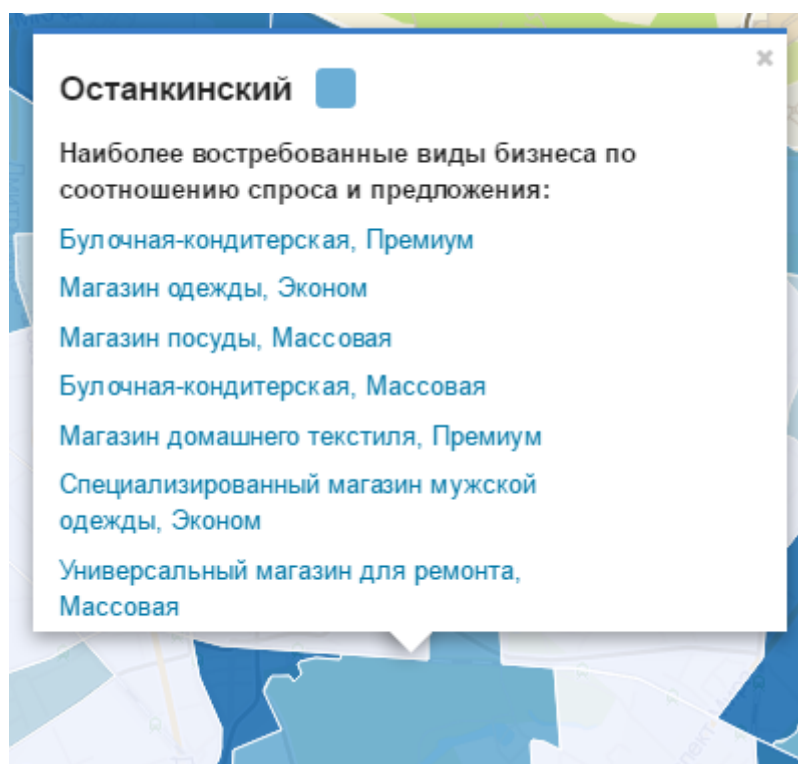 Останкинский
Наиболее востребованные виды бизнеса по
соотношению спроса и предложения:
Булочная-кондитерская, Премиум
Магазин одежды, Эконом
Магазин посуды, Массовая
Булочная-кондитерская, Массовая
Магазин домашнего текстиля, Премиум
Специализированный магазин мужской
одежды, Эконом
Универсальный магазин для ремонта,
Массовая